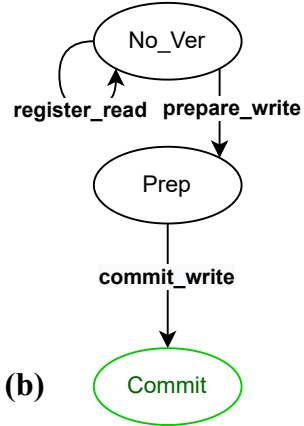 No_Ver
register_read
prepare_write
Prep
commit_write
(b)
Commit